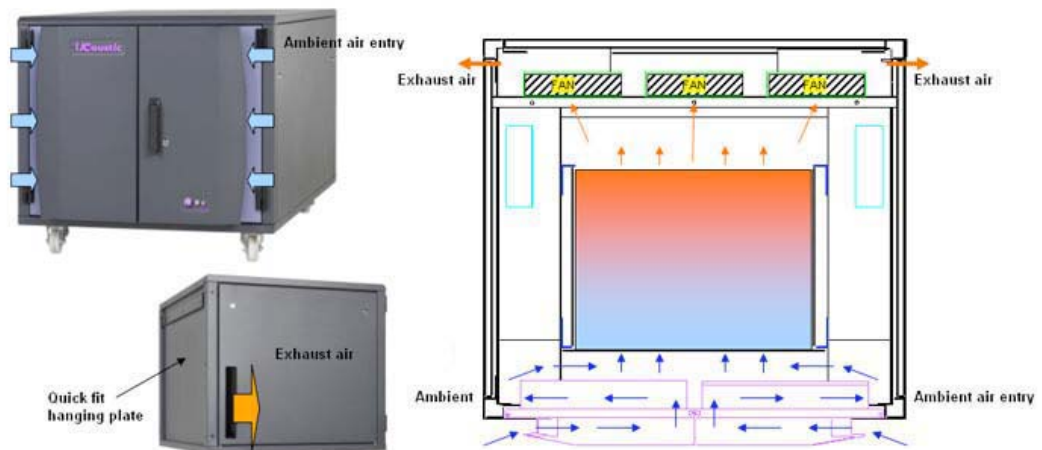 UCoustic
Ambient air entry
Exhaust air
Quick fit
hanging plate
Exhaust air
Exhaust air
FAN
FAN
FAN
Ambient
Ambient air entry